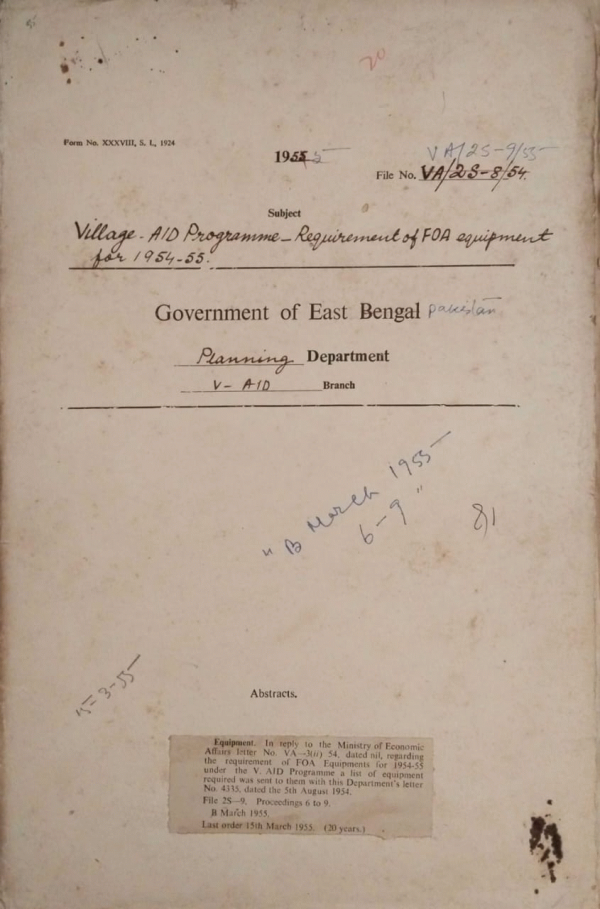 20
Form No. XXXVIII, S. I., 1924
1955
VA/2S-9/55
File No. VA/2S-8/54.
Subject
Village-AID Programme-Requirement of FOA equipment
for 1954-55.
Government of East Bengal Pakistan
Planning Department
V-AID Branch
"B March 1955
6-9"
81
5-3-55
Abstracts.
Equipment. In reply to the Ministry of Economic
Affairs letter No. VA—3(ii) 54, dated nil, regarding
the requirement of FOA Equipments for 1954-55
under the V. AID Programme a list of equipment
required was sent to them with this Department's letter
No. 4335, dated the 5th August 1954.
File 2S—9. Proceedings 6 to 9.
B March 1955.
Last order 15th March 1955. (20 years.)